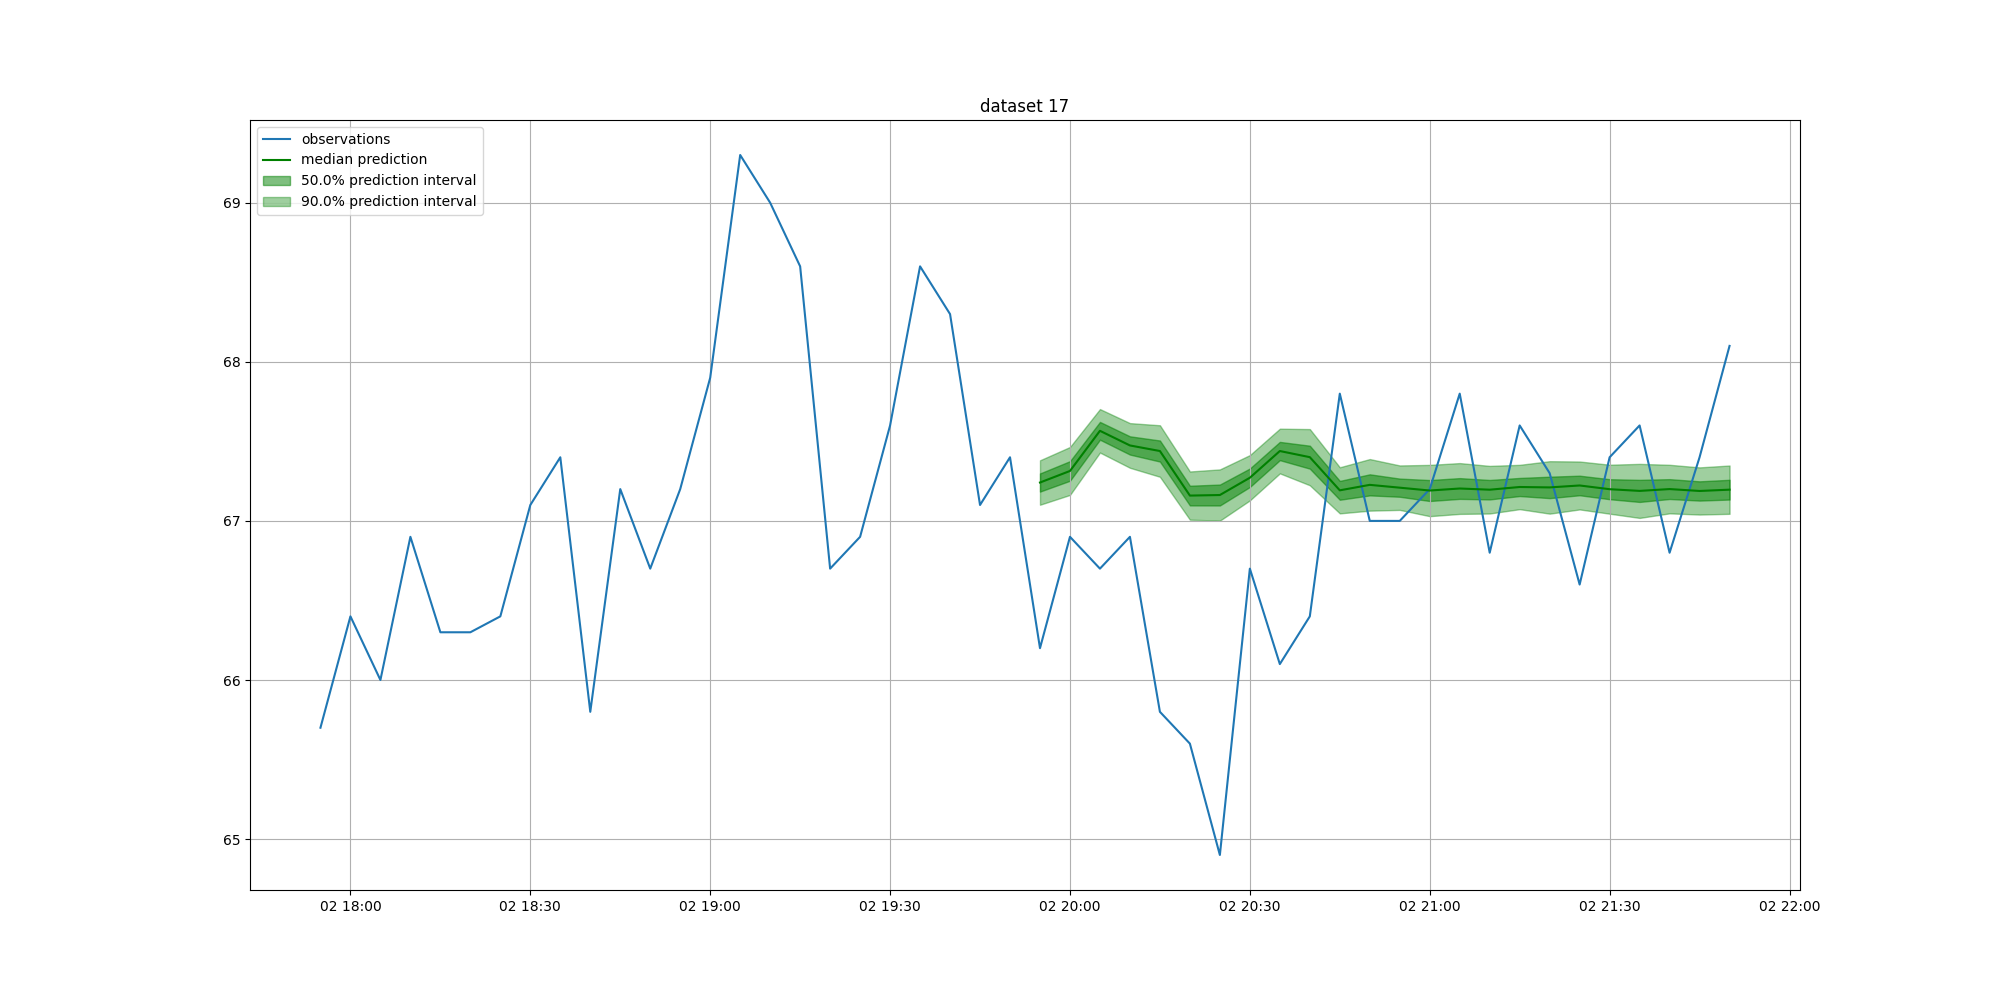 dataset 17
observations
median prediction
50.0% prediction interval
90.0% prediction interval
69
68
67
66
65
02 18:00
02 18:30
02 19:00
02 19:30
02 20:00
02 20:30
02 21:00
02 21:30
02 22:00